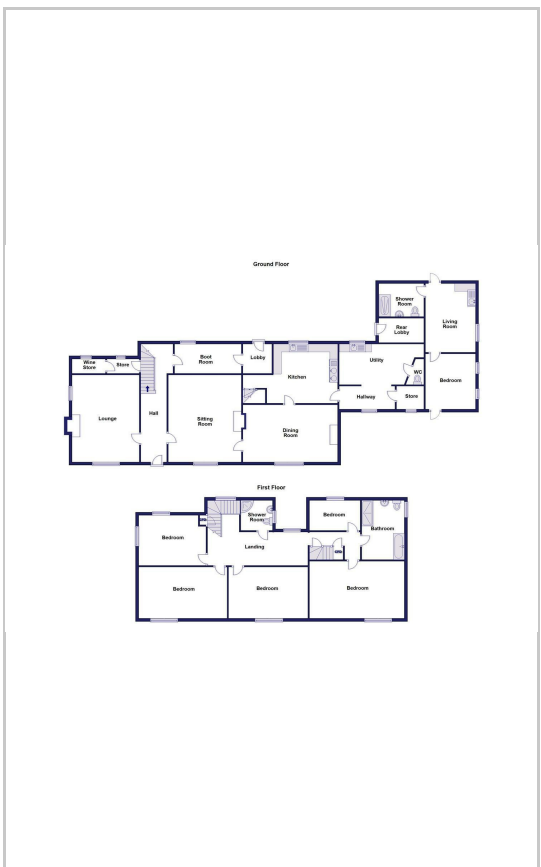 Ground Floor
Shower
Room
Living
Room
Rear
Lobby
Boot
Room
Lobby
Utility
Wine
Store
Store
Kitchen
WC
Bedroom
Hallway
Store
Lounge
Hall
Sitting
Room
Dining
Room
First Floor
Shower
Room
Bedroom
Bathroom
Bedroom
Landing
Bedroom
Bedroom
Bedroom